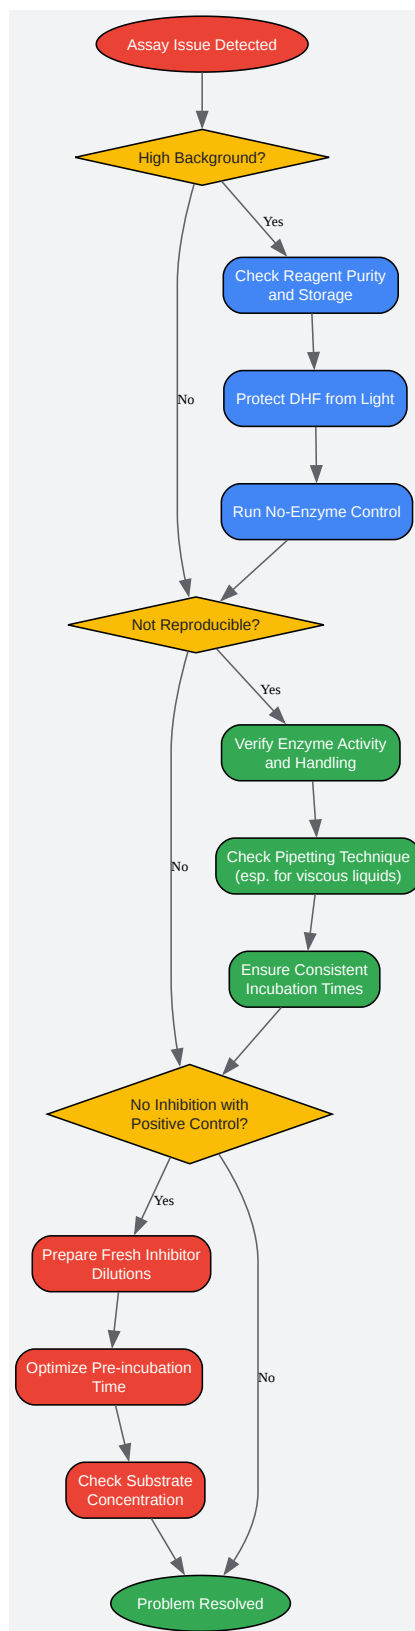 Assay Issue Detected
High Background?
Yes
Check Reagent Purity
and Storage
Protect DHF from Light
No
Run No-Enzyme Control
Not Reproducible?
Yes
Verify Enzyme Activity
and Handling
Check Pipetting Technique
(esp. for viscous liquids)
No
Ensure Consistent
Incubation Times
No Inhibition with
Positive Control?
Yes
Prepare Fresh Inhibitor
Dilutions
Optimize Pre-incubation
Time
No
Check Substrate
Concentration
Problem Resolved